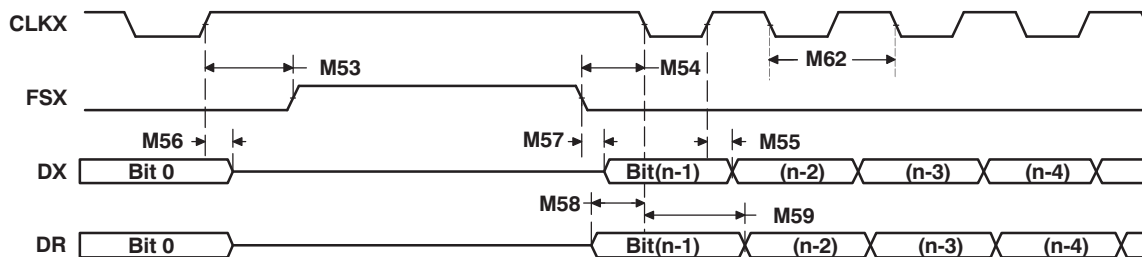 CLKX
M53 M54 M62
FSX
M56 M57 M55
DX Bit 0 Bit(n-1) (n-2) (n-3) (n-4)
M58 M59
DR Bit 0 Bit(n-1) (n-2) (n-3) (n-4)